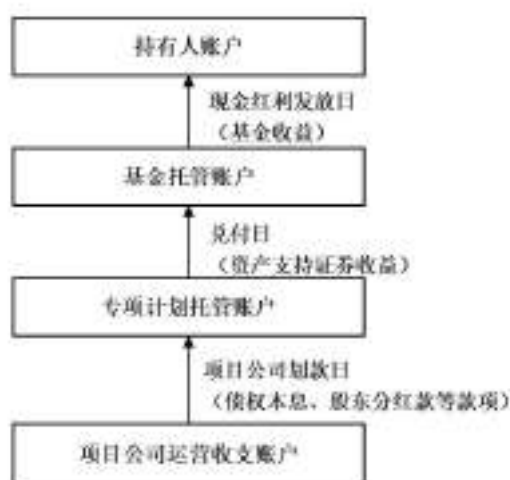 持有人账户
现金红利发放日
（基金收益）
基金托管账户
兑付日
（资产支持证券收益）
专项计划托管账户
项目公司划款日
（债权本息、股东分红款等款项）
项目公司运营收支账户